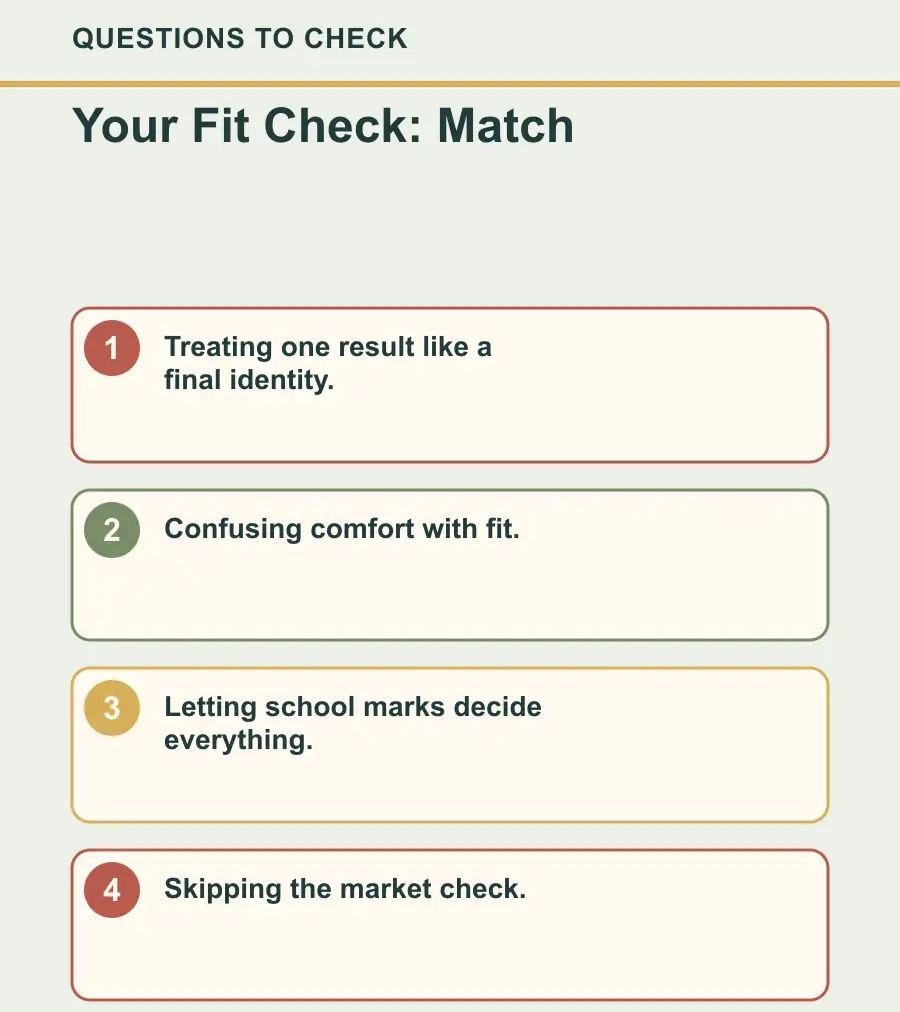 QUESTIONS TO CHECK
Your Fit Check: Match
1
Treating one result like a
final identity.
2
Confusing comfort with fit.
3
Letting school marks decide
everything.
4
Skipping the market check.